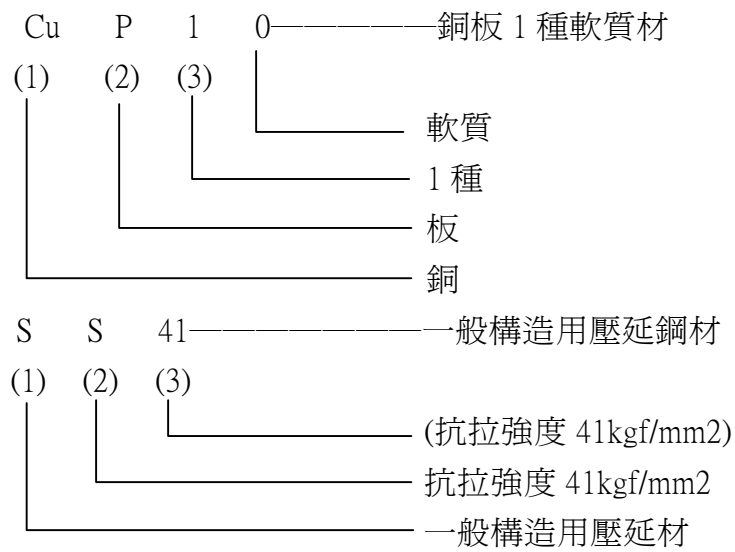 Cu P 1 0————————銅板 1 種軟質材
(1) (2) (3)
軟質
1 種
板
銅
S S 41————————一般構造用壓延鋼材
(1) (2) (3)
(抗拉強度 41kgf/mm2)
抗拉強度 41kgf/mm2
一般構造用壓延材